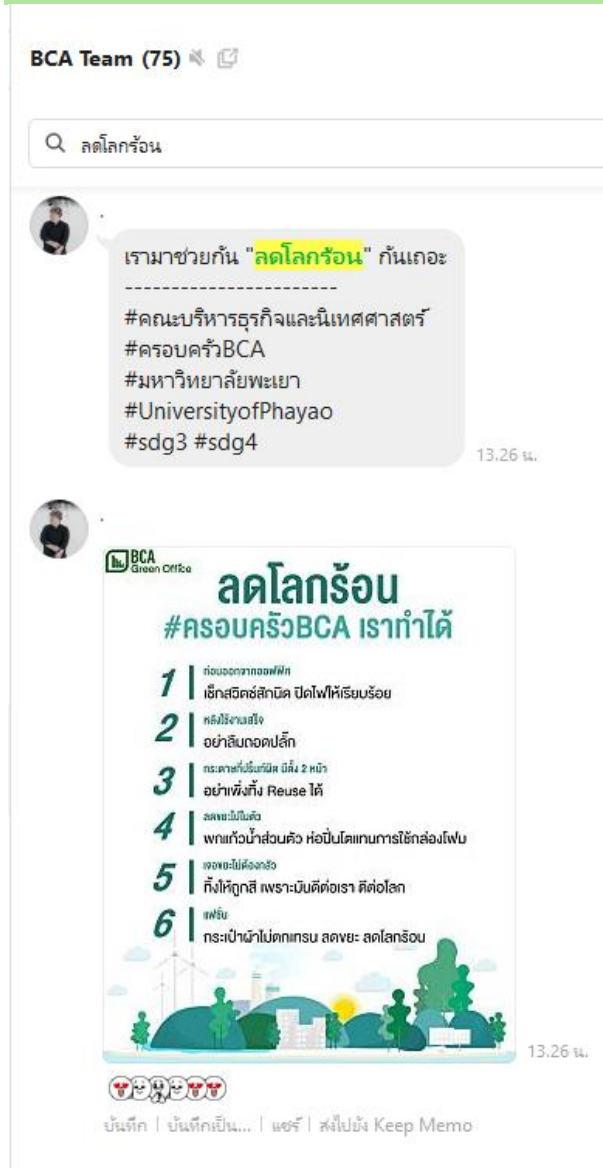 BCA Team (75)
ลดโลกร้อน
.
เรามาช่วยกัน "ลดโลกร้อน" กันเถอะ
-----------------------
#คณะบริหารธุรกิจและนิเทศศาสตร์
#ครอบครัวBCA
#มหาวิทยาลัยพะเยา
#UniversityofPhayao
#sdg3 #sdg4
13.26 น.
.
BCA
Green Office
ลดโลกร้อน
#ครอบครัวBCA เราทำได้
1
ก่อนออกจากออฟฟิศ
เช็กสวิตช์สักนิด ปิดไฟให้เรียบร้อย
2
หลังใช้งานเสร็จ
อย่าลืมถอดปลั๊ก
3
กระดาษที่ปริ้นท์ผิด มีตั้ง 2 หน้า
อย่าเพิ่งทิ้ง Reuse ได้
4
ลดขยะในตัว
พกแก้วน้ำส่วนตัว ห่อปิ่นโตแทนการใช้กล่องโฟม
5
เจอขยะไม่ต้องกลัว
ทิ้งให้ถูกสี เพราะมันดีต่อเรา ดีต่อโลก
6
แฟชั่น
กระเป๋าผ้าไม่ตกเทรน ลดขยะ ลดโลกร้อน
13.26 น.
บันทึก | บันทึกเป็น... | แชร์ | ส่งไปยัง Keep Memo